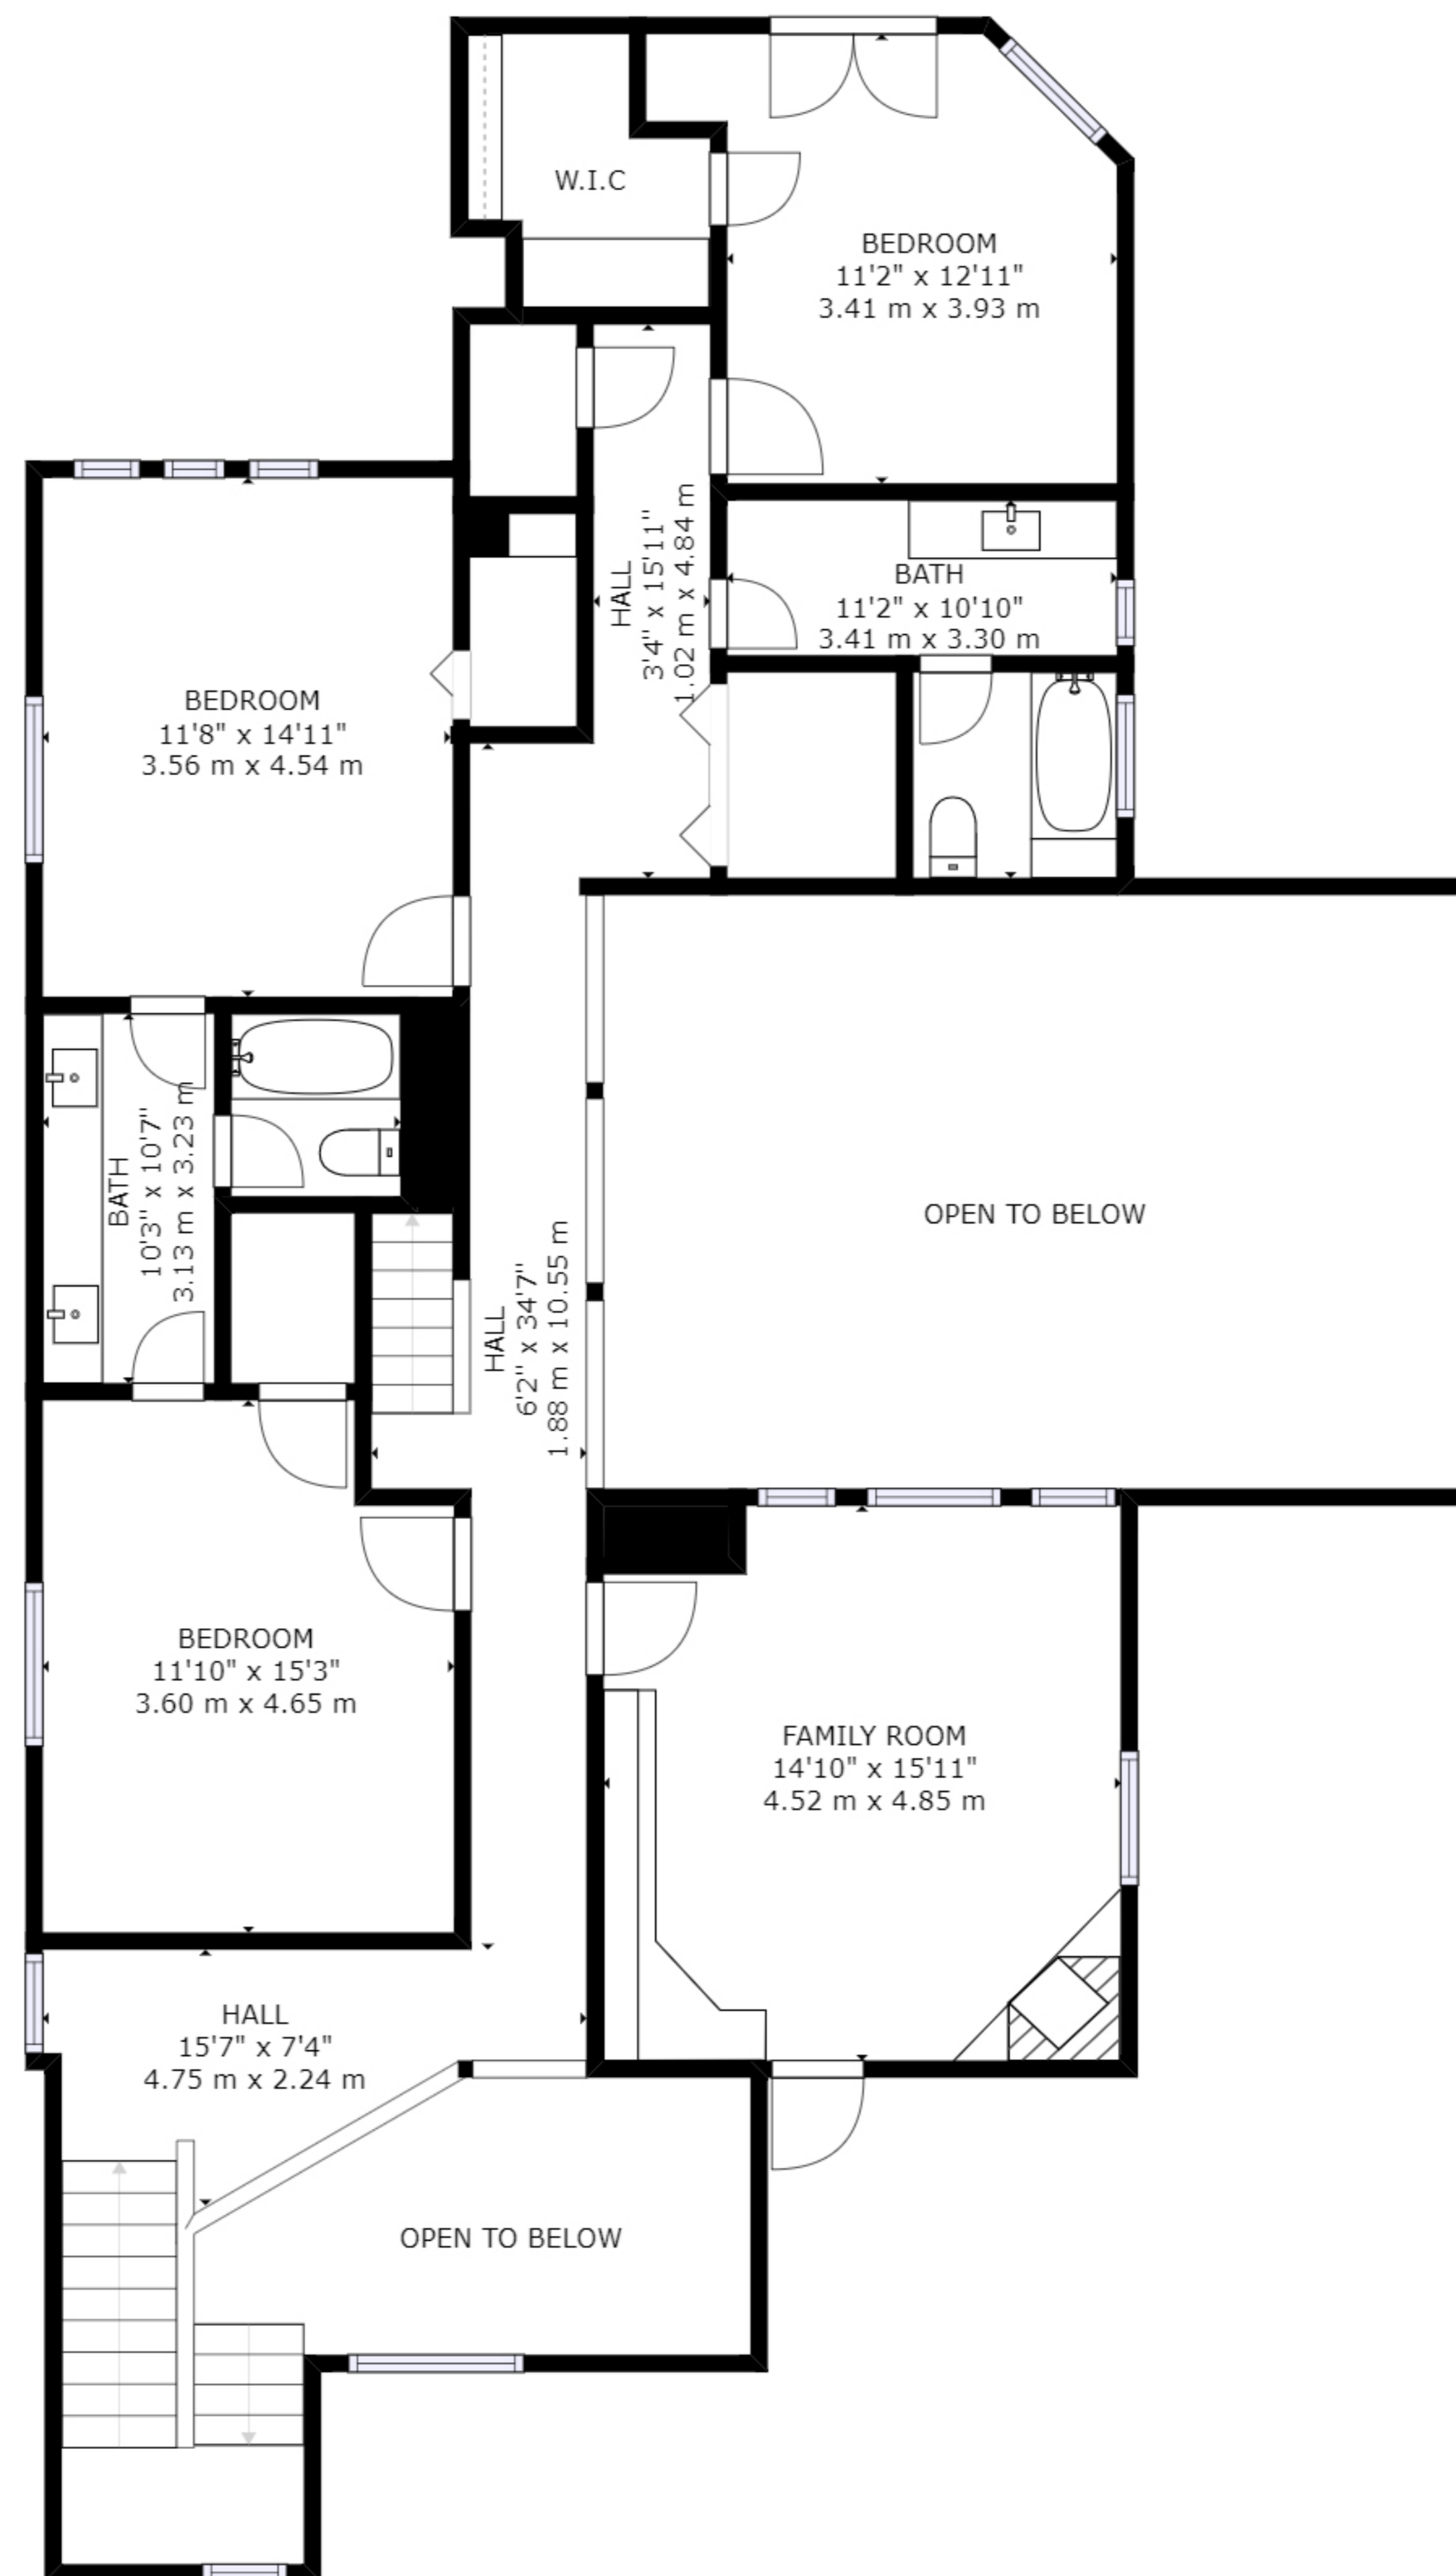 W.I.C
BEDROOM
11'2" x 12'11"
3.41 m x 3.93 m
HALL
3'4" x 15'11"
1.02 m x 4.84 m
BATH
11'2" x 10'10"
3.41 m x 3.30 m
BEDROOM
11'8" x 14'11"
3.56 m x 4.54 m
BATH
10'3" x 10'7"
3.13 m x 3.23 m
OPEN TO BELOW
HALL
6'2" x 34'7"
1.88 m x 10.55 m
BEDROOM
11'10" x 15'3"
3.60 m x 4.65 m
FAMILY ROOM
14'10" x 15'11"
4.52 m x 4.85 m
HALL
15'7" x 7'4"
4.75 m x 2.24 m
OPEN TO BELOW